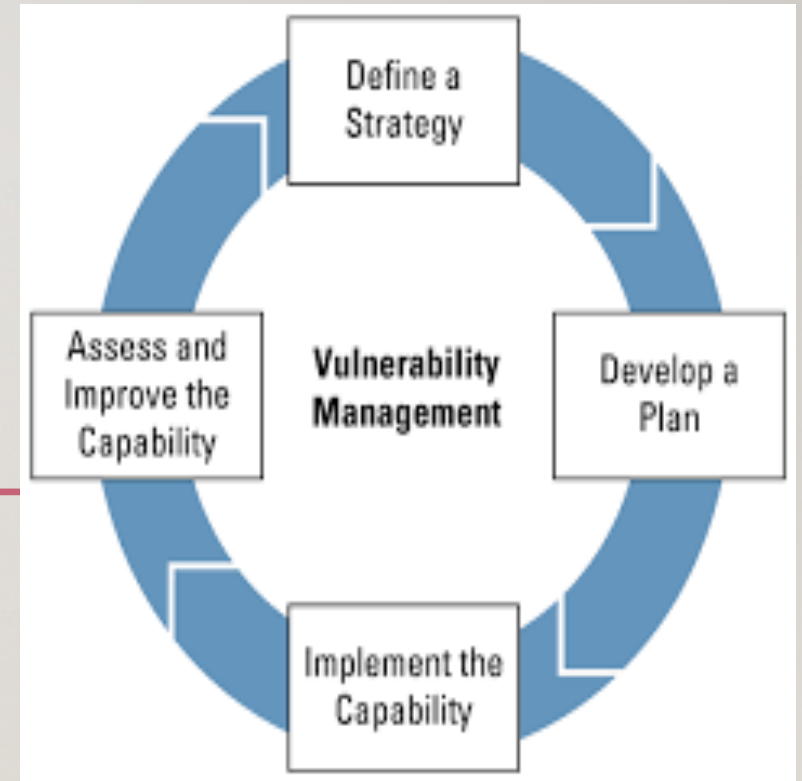 Define a
Strategy
Assess and
Improve the
Capability
Vulnerability
Management
Develop a
Plan
Implement the
Capability